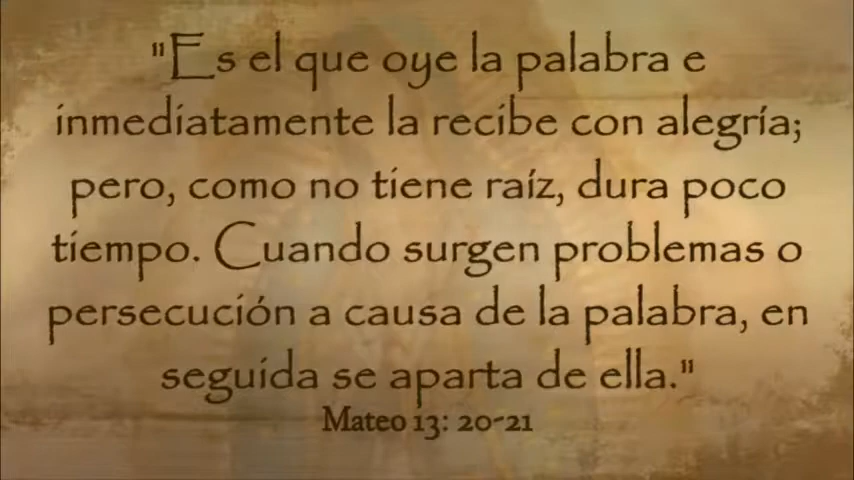 "Es el que oye la palabra e
inmediatamente la recibe con alegría;
pero, como no tiene raíz, dura poco
tiempo. Cuando surgen problemas o
persecución a causa de la palabra, en
seguida se aparta de ella."
Mateo 13: 20-21